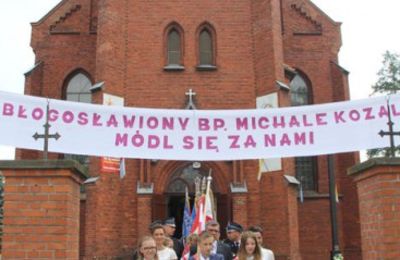 BŁOGOSŁAWIONY BP. MICHALE KOZAL
MÓDL SIĘ ZA NAMI